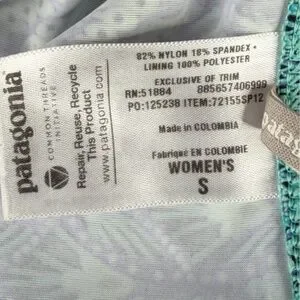 patagonia
COMMON THREADS
INITIATIVE
Repair, Reuse, Recycle
This Product
www.patagonia.com
82% NYLON 18% SPANDEX
LINING 100% POLYESTER
EXCLUSIVE OF TRIM
RN:51884 885657406999
PO:125238 ITEM:72155SP12
Made in COLOMBIA
Fabriqué EN COLOMBIE
WOMEN'S
S
patag